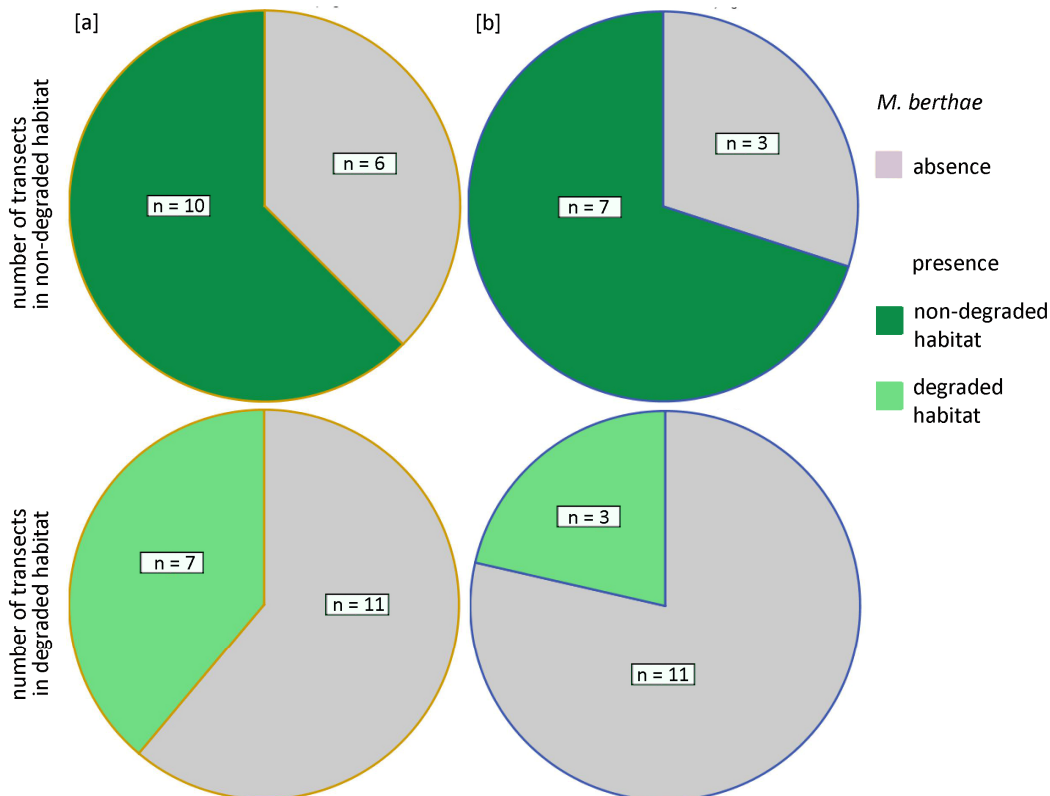 [a]
[b]
number of transects
in non-degraded habitat
n = 6
n = 10
n = 3
n = 7
M. berthae
absence
presence
non-degraded
habitat
degraded
habitat
number of transects
in degraded habitat
n = 7
n = 11
n = 3
n = 11